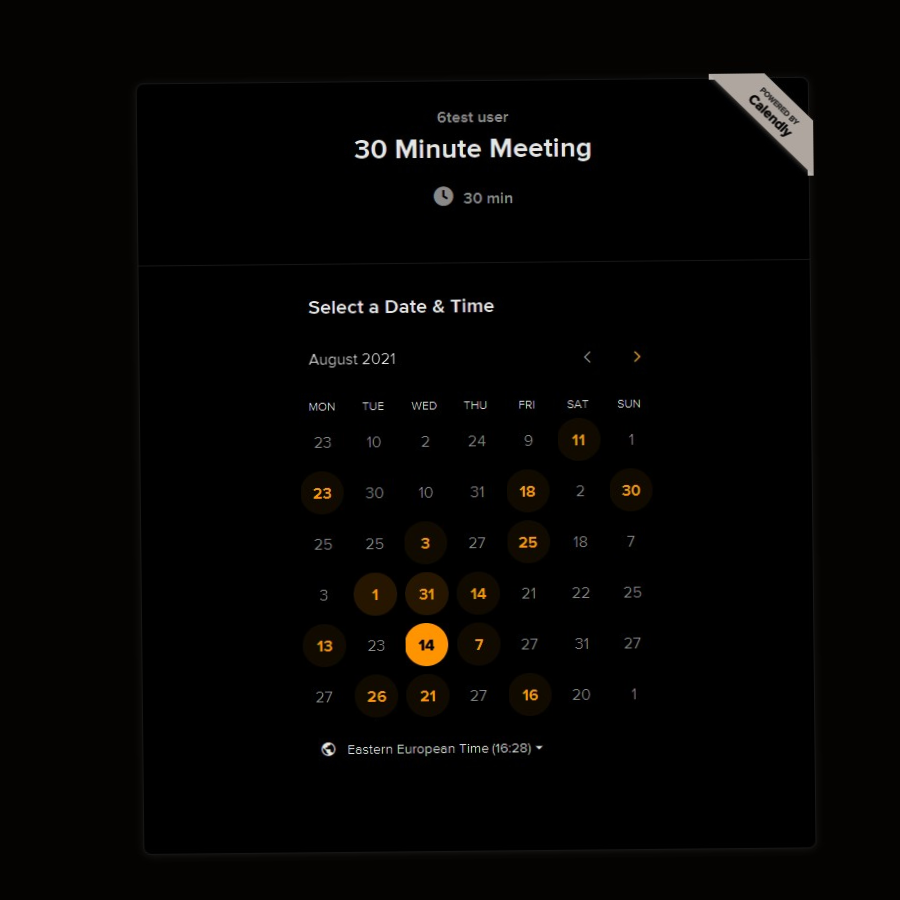 POWERED BY
Calendly
6test user
30 Minute Meeting
30 min
Select a Date & Time
August 2021
MON TUE WED THU FRI SAT SUN
23 10 2 24 9 11 1
23 30 10 31 18 2 30
25 25 3 27 25 18 7
3 1 31 14 21 22 25
13 23 14 7 27 31 27
27 26 21 27 16 20 1
Eastern European Time (16:28)